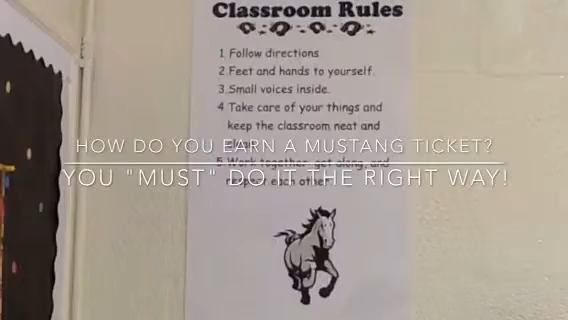 Classroom Rules
1. Follow directions.
2. Feet and hands to yourself.
3. Small voices inside.
4. Take care of your things and
keep the classroom neat and
HOW DO YOU EARN A MUSTANG TICKET?
5. Work together, get along, and
YOU "MUST" DO IT THE RIGHT WAY!
respect each other.